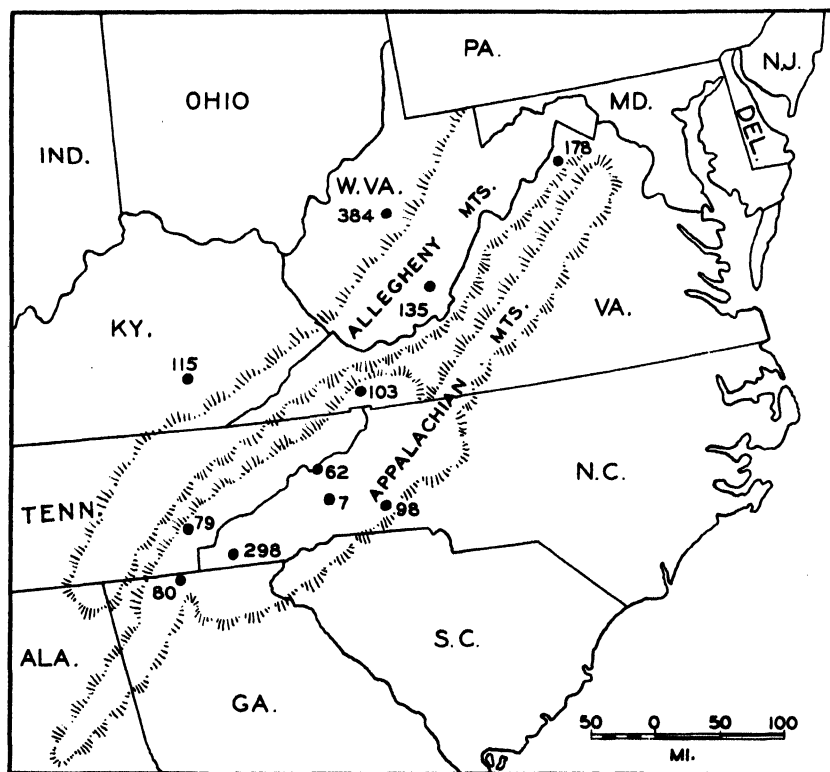 PA.
N.J.
OHIO
MD.
DEL.
IND.
178
W.VA.
384
MTS.
ALLEGHENY
135
VA.
MTS.
KY.
115
103
APPALACHIAN
62
N.C.
7
TENN.
79
98
298
80
S.C.
ALA.
GA.
50 0 50 100
MI.